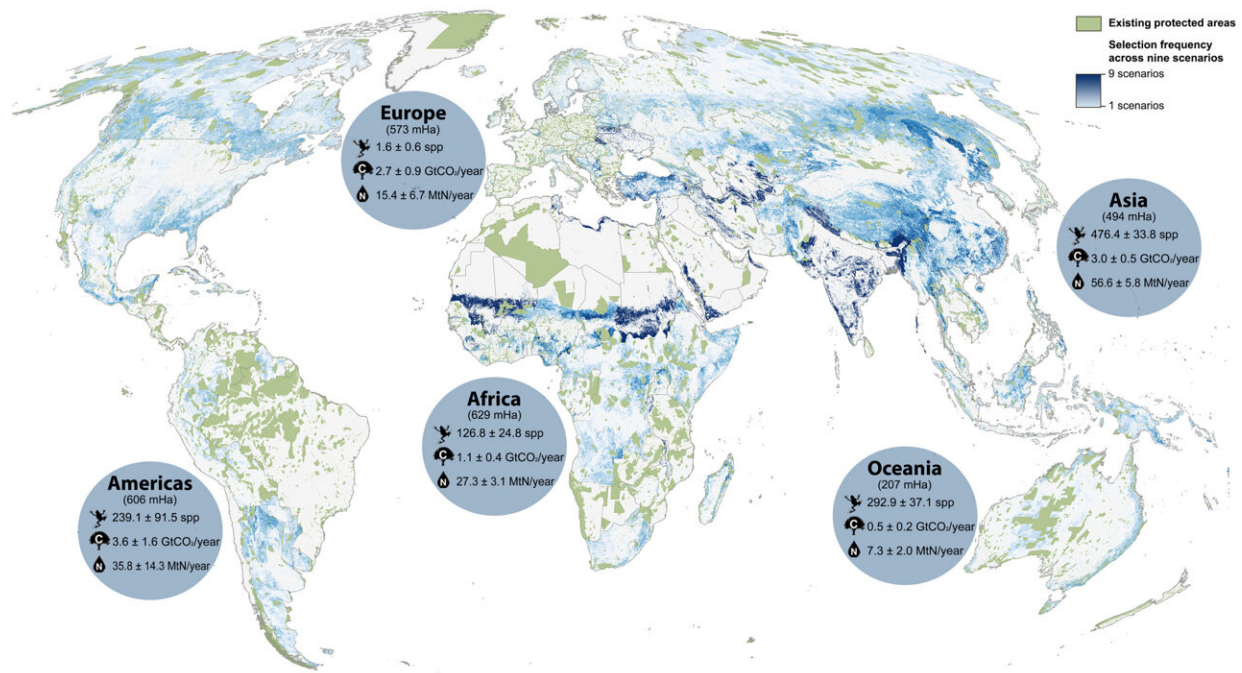 Existing protected areas
Selection frequency
across nine scenarios
9 scenarios
1 scenarios
Europe
(573 mHa)
1.6 ± 0.6 spp
C 2.7 ± 0.9 GtCO₂/year
N 15.4 ± 6.7 MtN/year
Asia
(494 mHa)
476.4 ± 33.8 spp
C 3.0 ± 0.5 GtCO₂/year
N 56.6 ± 5.8 MtN/year
Africa
(629 mHa)
126.8 ± 24.8 spp
C 1.1 ± 0.4 GtCO₂/year
N 27.3 ± 3.1 MtN/year
Americas
(606 mHa)
239.1 ± 91.5 spp
C 3.6 ± 1.6 GtCO₂/year
N 35.8 ± 14.3 MtN/year
Oceania
(207 mHa)
292.9 ± 37.1 spp
C 0.5 ± 0.2 GtCO₂/year
N 7.3 ± 2.0 MtN/year